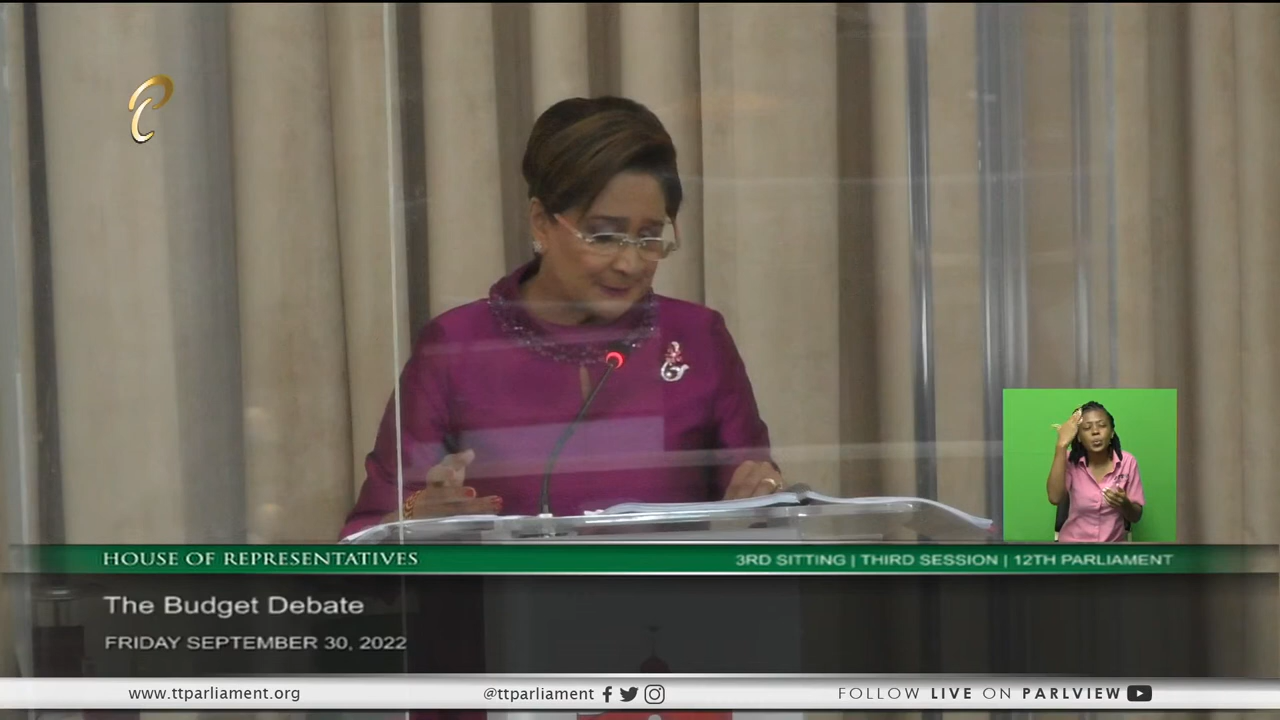 HOUSE OF REPRESENTATIVES
3RD SITTING | THIRD SESSION | 12TH PARLIAMENT
The Budget Debate
FRIDAY SEPTEMBER 30, 2022
www.ttparliament.org
@ttparliament
FOLLOW LIVE ON PARLVIEW